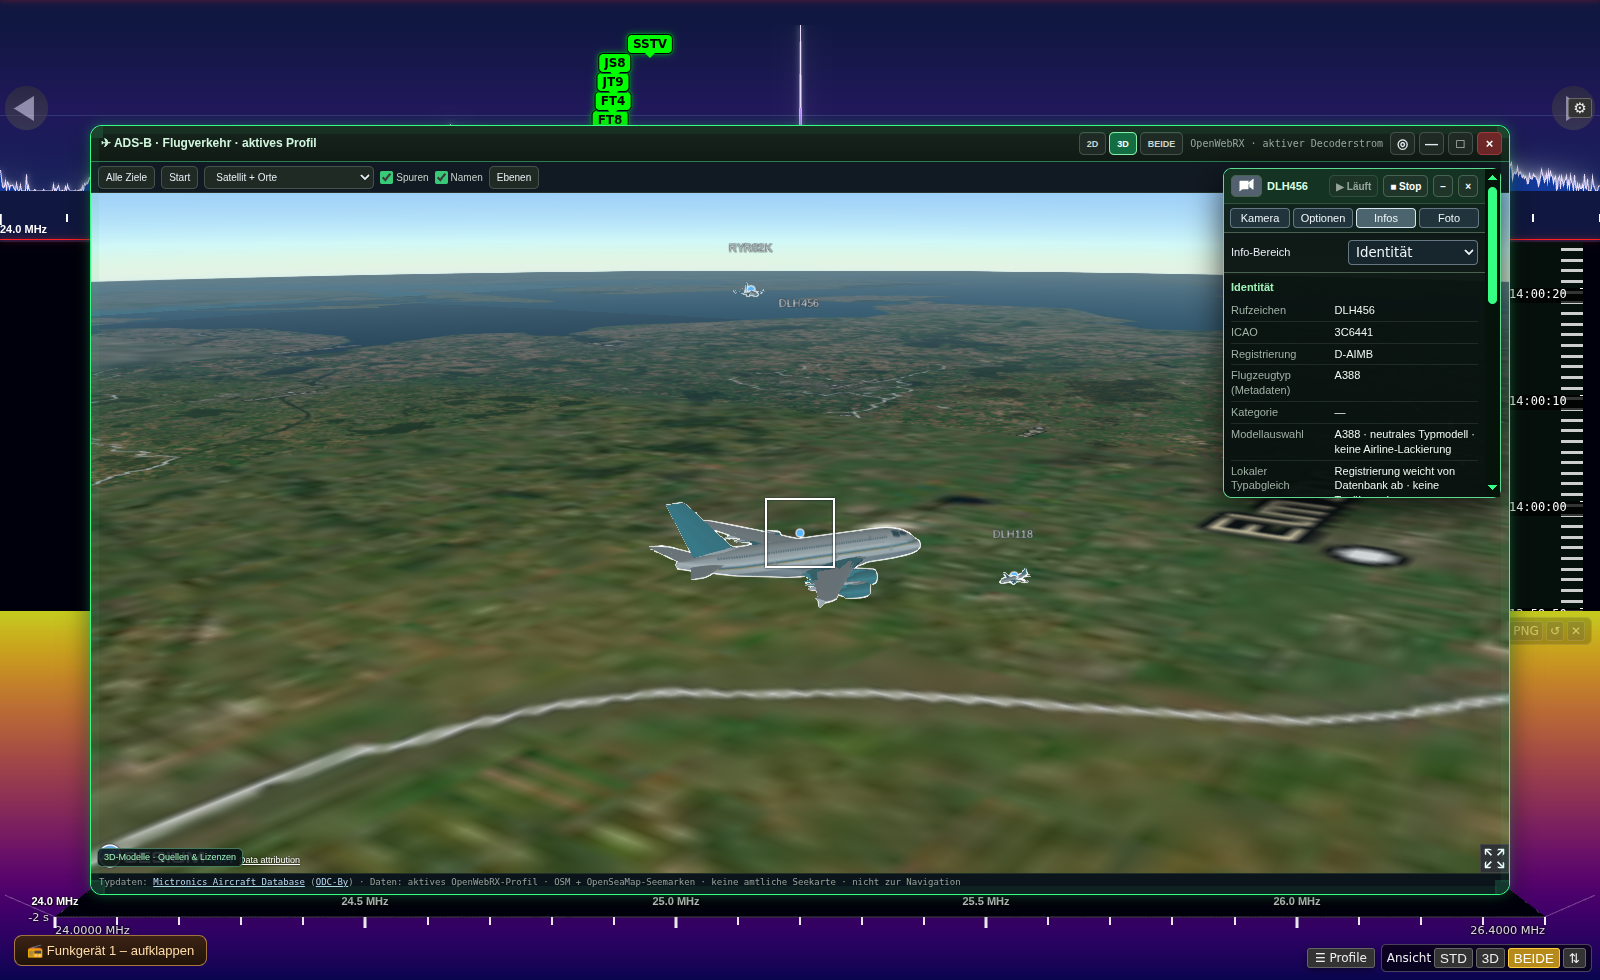 SSTV
JS8
JT9
FT4
FT8
24.0 MHz
✈ ADS-B · Flugverkehr · aktives Profil
2D 3D BEIDE OpenWebRX · aktiver Decoderstrom ◎ — □ ×
Alle Ziele Start Satellit + Orte Spuren Namen Ebenen
DLH456 ▶ Läuft ■ Stop – ×
Kamera Optionen Infos Foto
Info-Bereich Identität
Identität
Rufzeichen DLH456
ICAO 3C6441
Registrierung D-AIMB
Flugzeugtyp A388
(Metadaten)
Kategorie —
Modellauswahl A388 · neutrales Typmodell ·
keine Airline-Lackierung
Lokaler Registrierung weicht von
Typabgleich Datenbank ab · keine
RYR82K
DLH456
DLH118
14:00:20
14:00:10
14:00:00
PNG ↺ ✕
3D-Modelle · Quellen & Lizenzen
Data attribution
Typdaten: Mictronics Aircraft Database (ODC-By) · Daten: aktives OpenWebRX-Profil · OSM + OpenSeaMap-Seemarken · keine amtliche Seekarte · nicht zur Navigation
24.0 MHz 24.5 MHz 25.0 MHz 25.5 MHz 26.0 MHz
-2 s
24.0000 MHz 26.4000 MHz
📻 Funkgerät 1 – aufklappen
☰ Profile Ansicht STD 3D BEIDE ⇅